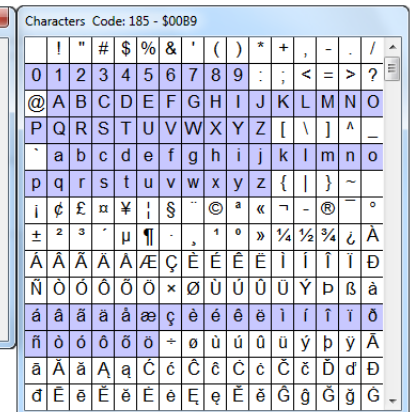 Characters Code: 185 - $00B9
! " # $ % & ' ( ) * + , - . /
0 1 2 3 4 5 6 7 8 9 : ; < = > ?
@ A B C D E F G H I J K L M N O
P Q R S T U V W X Y Z [ \ ] ^ _
` a b c d e f g h i j k l m n o
p q r s t u v w x y z { | } ~
¡ ¢ £ ¤ ¥ ¦ § ¨ © ª « ¬ - ® ¯ °
± ² ³ ´ µ ¶ · ¸ ¹ º » ¼ ½ ¾ ¿ À
Á Â Ã Ä Å Æ Ç È É Ê Ë Ì Í Î Ï Ð
Ñ Ò Ó Ô Õ Ö × Ø Ù Ú Û Ü Ý Þ ß à
á â ã ä å æ ç è é ê ë ì í î ï ð
ñ ò ó ô õ ö ÷ ø ù ú û ü ý þ ÿ Ā
ā Ă ă Ą ą Ć ć Ĉ ĉ Ċ ċ Č č Ď ď Đ
đ Ē ē Ĕ ĕ Ė ė Ę ę Ě ě Ĝ ĝ Ğ ğ Ġ